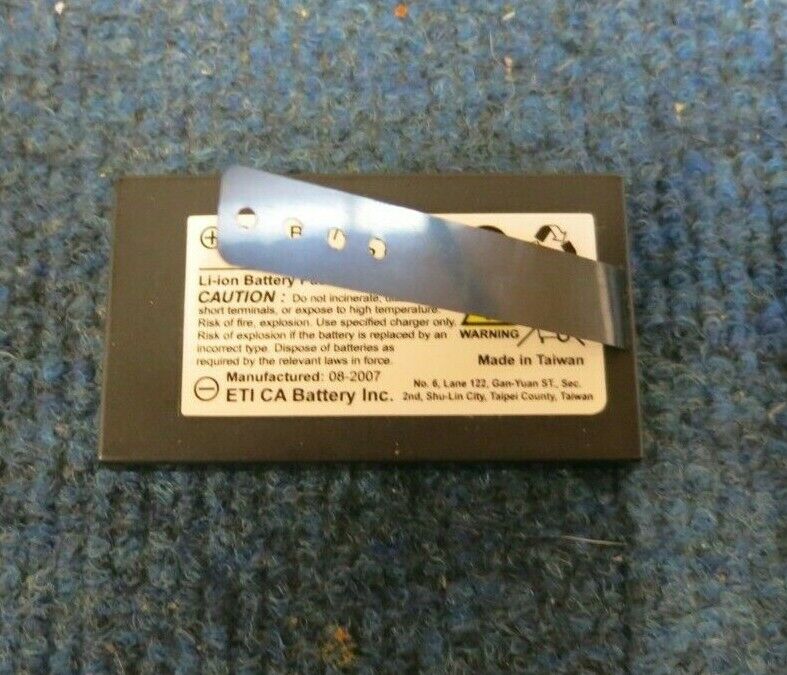 Li-ion Battery
CAUTION : Do not incinerate,
short terminals, or expose to high temperature.
Risk of fire, explosion. Use specified charger only.
Risk of explosion if the battery is replaced by an
incorrect type. Dispose of batteries as
required by the relevant laws in force.
WARNING
Made in Taiwan
Manufactured: 08-2007
ETI CA Battery Inc.
No. 6, Lane 122, Gan-Yuan ST., Sec.
2nd, Shu-Lin City, Taipei County, Taiwan